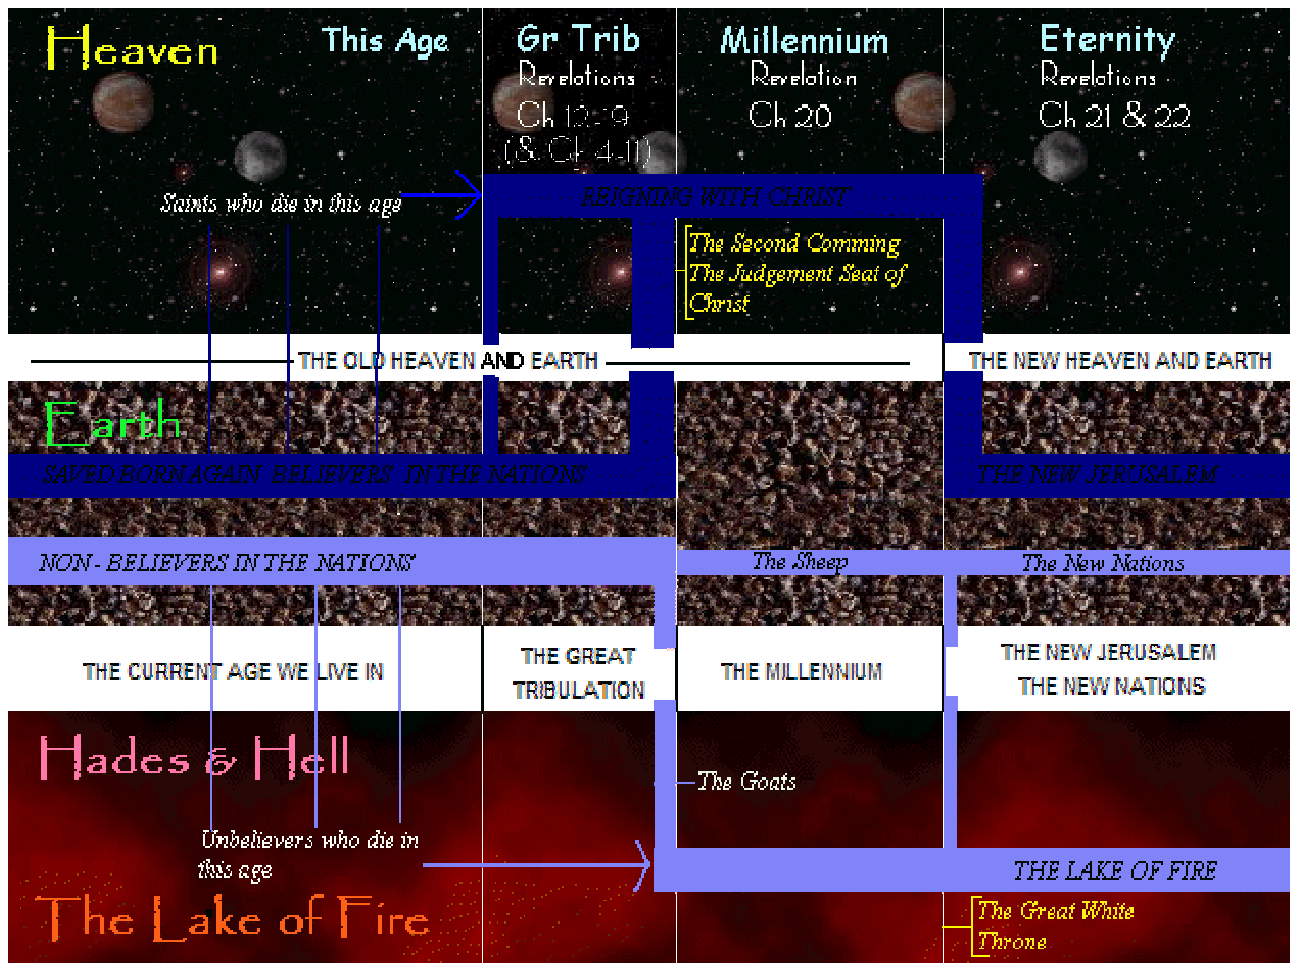 Heaven
This Age
Gr Trib
Millennium
Eternity
Revelations
Revelation
Revelations
Ch 12-19
Ch 20
Ch 21 & 22
(& Ch 4-11)
Saints who die in this age
REIGNING WITH CHRIST
The Second Comming
The Judgement Seat of
Christ
THE OLD HEAVEN AND EARTH
THE NEW HEAVEN AND EARTH
Earth
SAVED BORN AGAIN BELIEVERS IN THE NATIONS
THE NEW JERUSALEM
NON - BELIEVERS IN THE NATIONS
The Sheep
The New Nations
THE CURRENT AGE WE LIVE IN
THE GREAT
TRIBULATION
THE MILLENNIUM
THE NEW JERUSALEM
THE NEW NATIONS
Hades & Hell
The Goats
Unbelievers who die in
this age
THE LAKE OF FIRE
The Lake of Fire
The Great White
Throne